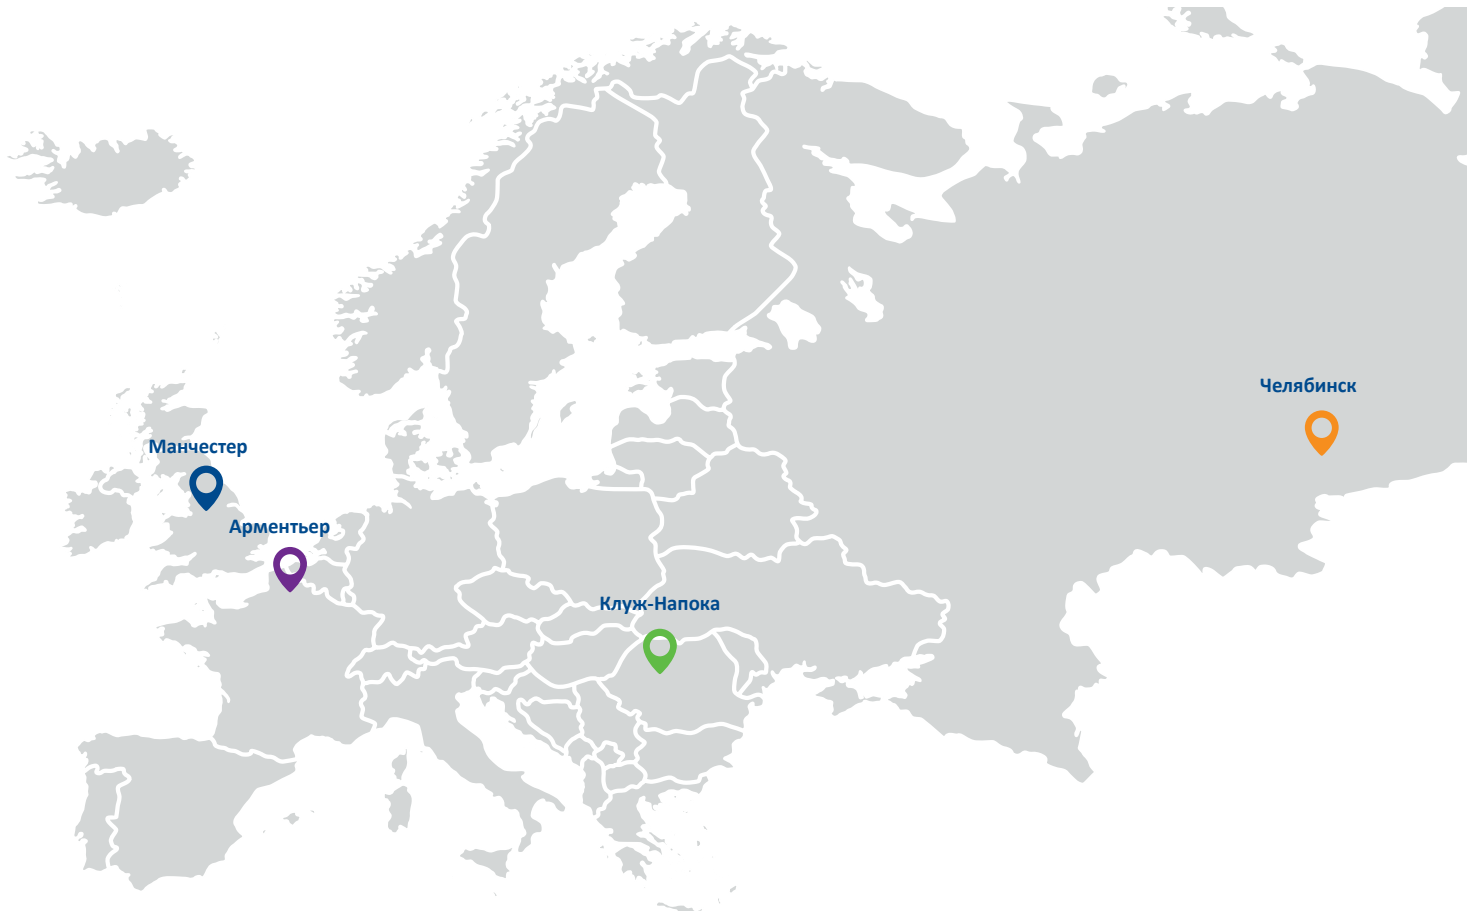 Челябинск
Манчестер
Арментьер
Клуж-Напока